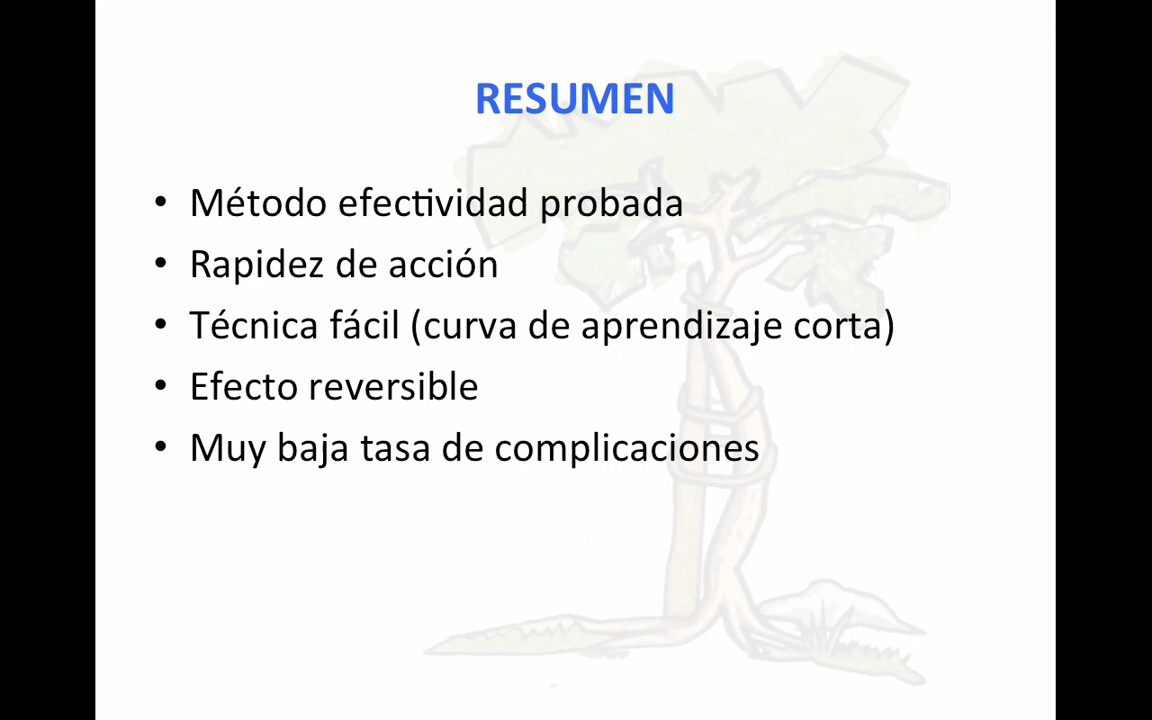 RESUMEN
• Método efectividad probada
• Rapidez de acción
• Técnica fácil (curva de aprendizaje corta)
• Efecto reversible
• Muy baja tasa de complicaciones